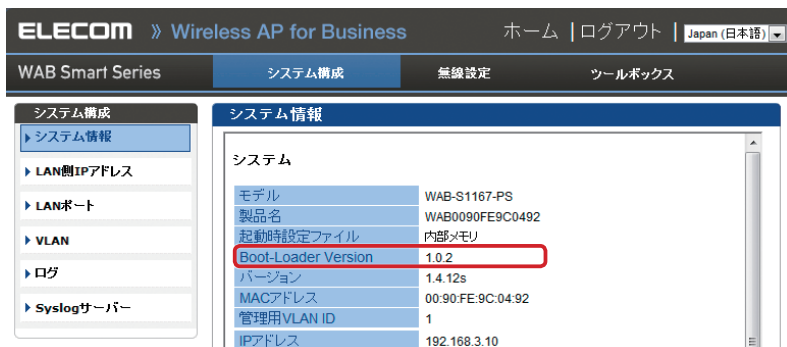 ELECOM » Wireless AP for Business ホーム | ログアウト | Japan (日本語)
WAB Smart Series システム構成 無線設定 ツールボックス
システム構成
システム情報
LAN側IPアドレス
LANポート
VLAN
ログ
Syslogサーバー
システム情報
システム
モデル WAB-S1167-PS
製品名 WAB0090FE9C0492
起動時設定ファイル 内部メモリ
Boot-Loader Version 1.0.2
バージョン 1.4.12s
MACアドレス 00:90:FE:9C:04:92
管理用VLAN ID 1
IPアドレス 192.168.3.10